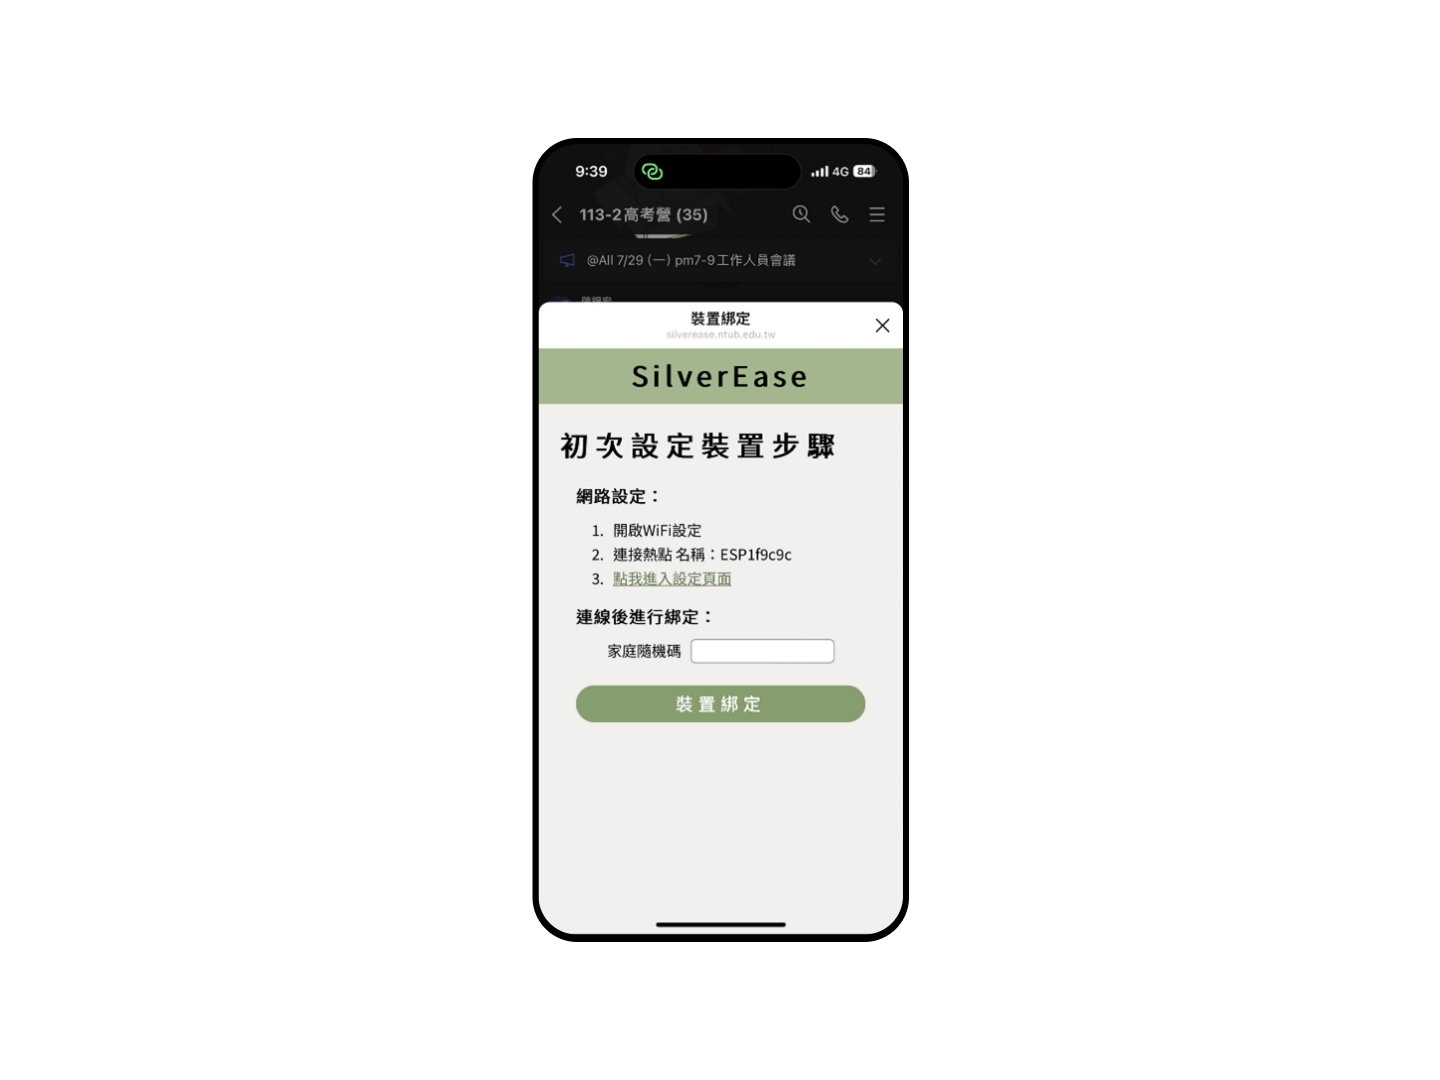 9:39
4G 84
113-2高考營 (35)
@All 7/29 (一) pm7-9工作人員會議
裝置綁定
silverease.ntub.edu.tw
SilverEase
初次設定裝置步驟
網路設定：
1. 開啟WiFi設定
2. 連接熱點 名稱：ESP1f9c9c
3. 點我進入設定頁面
連線後進行綁定：
家庭隨機碼
裝置綁定